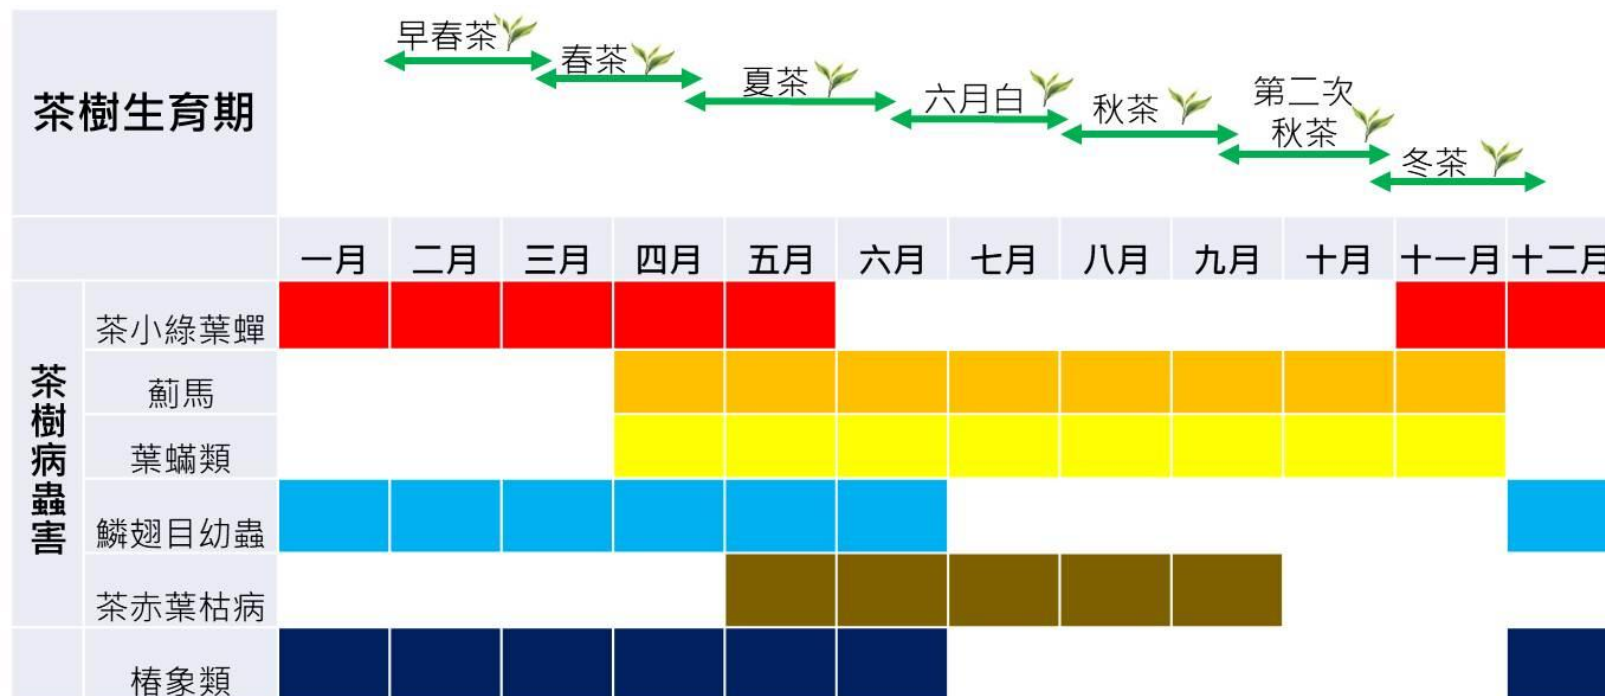 茶樹生育期
早春茶
春茶
夏茶
六月白
秋茶
第二次
秋茶
冬茶
一月 二月 三月 四月 五月 六月 七月 八月 九月 十月 十一月 十二月
茶樹病蟲害
茶小綠葉蟬
薊馬
葉蟎類
鱗翅目幼蟲
茶赤葉枯病
椿象類